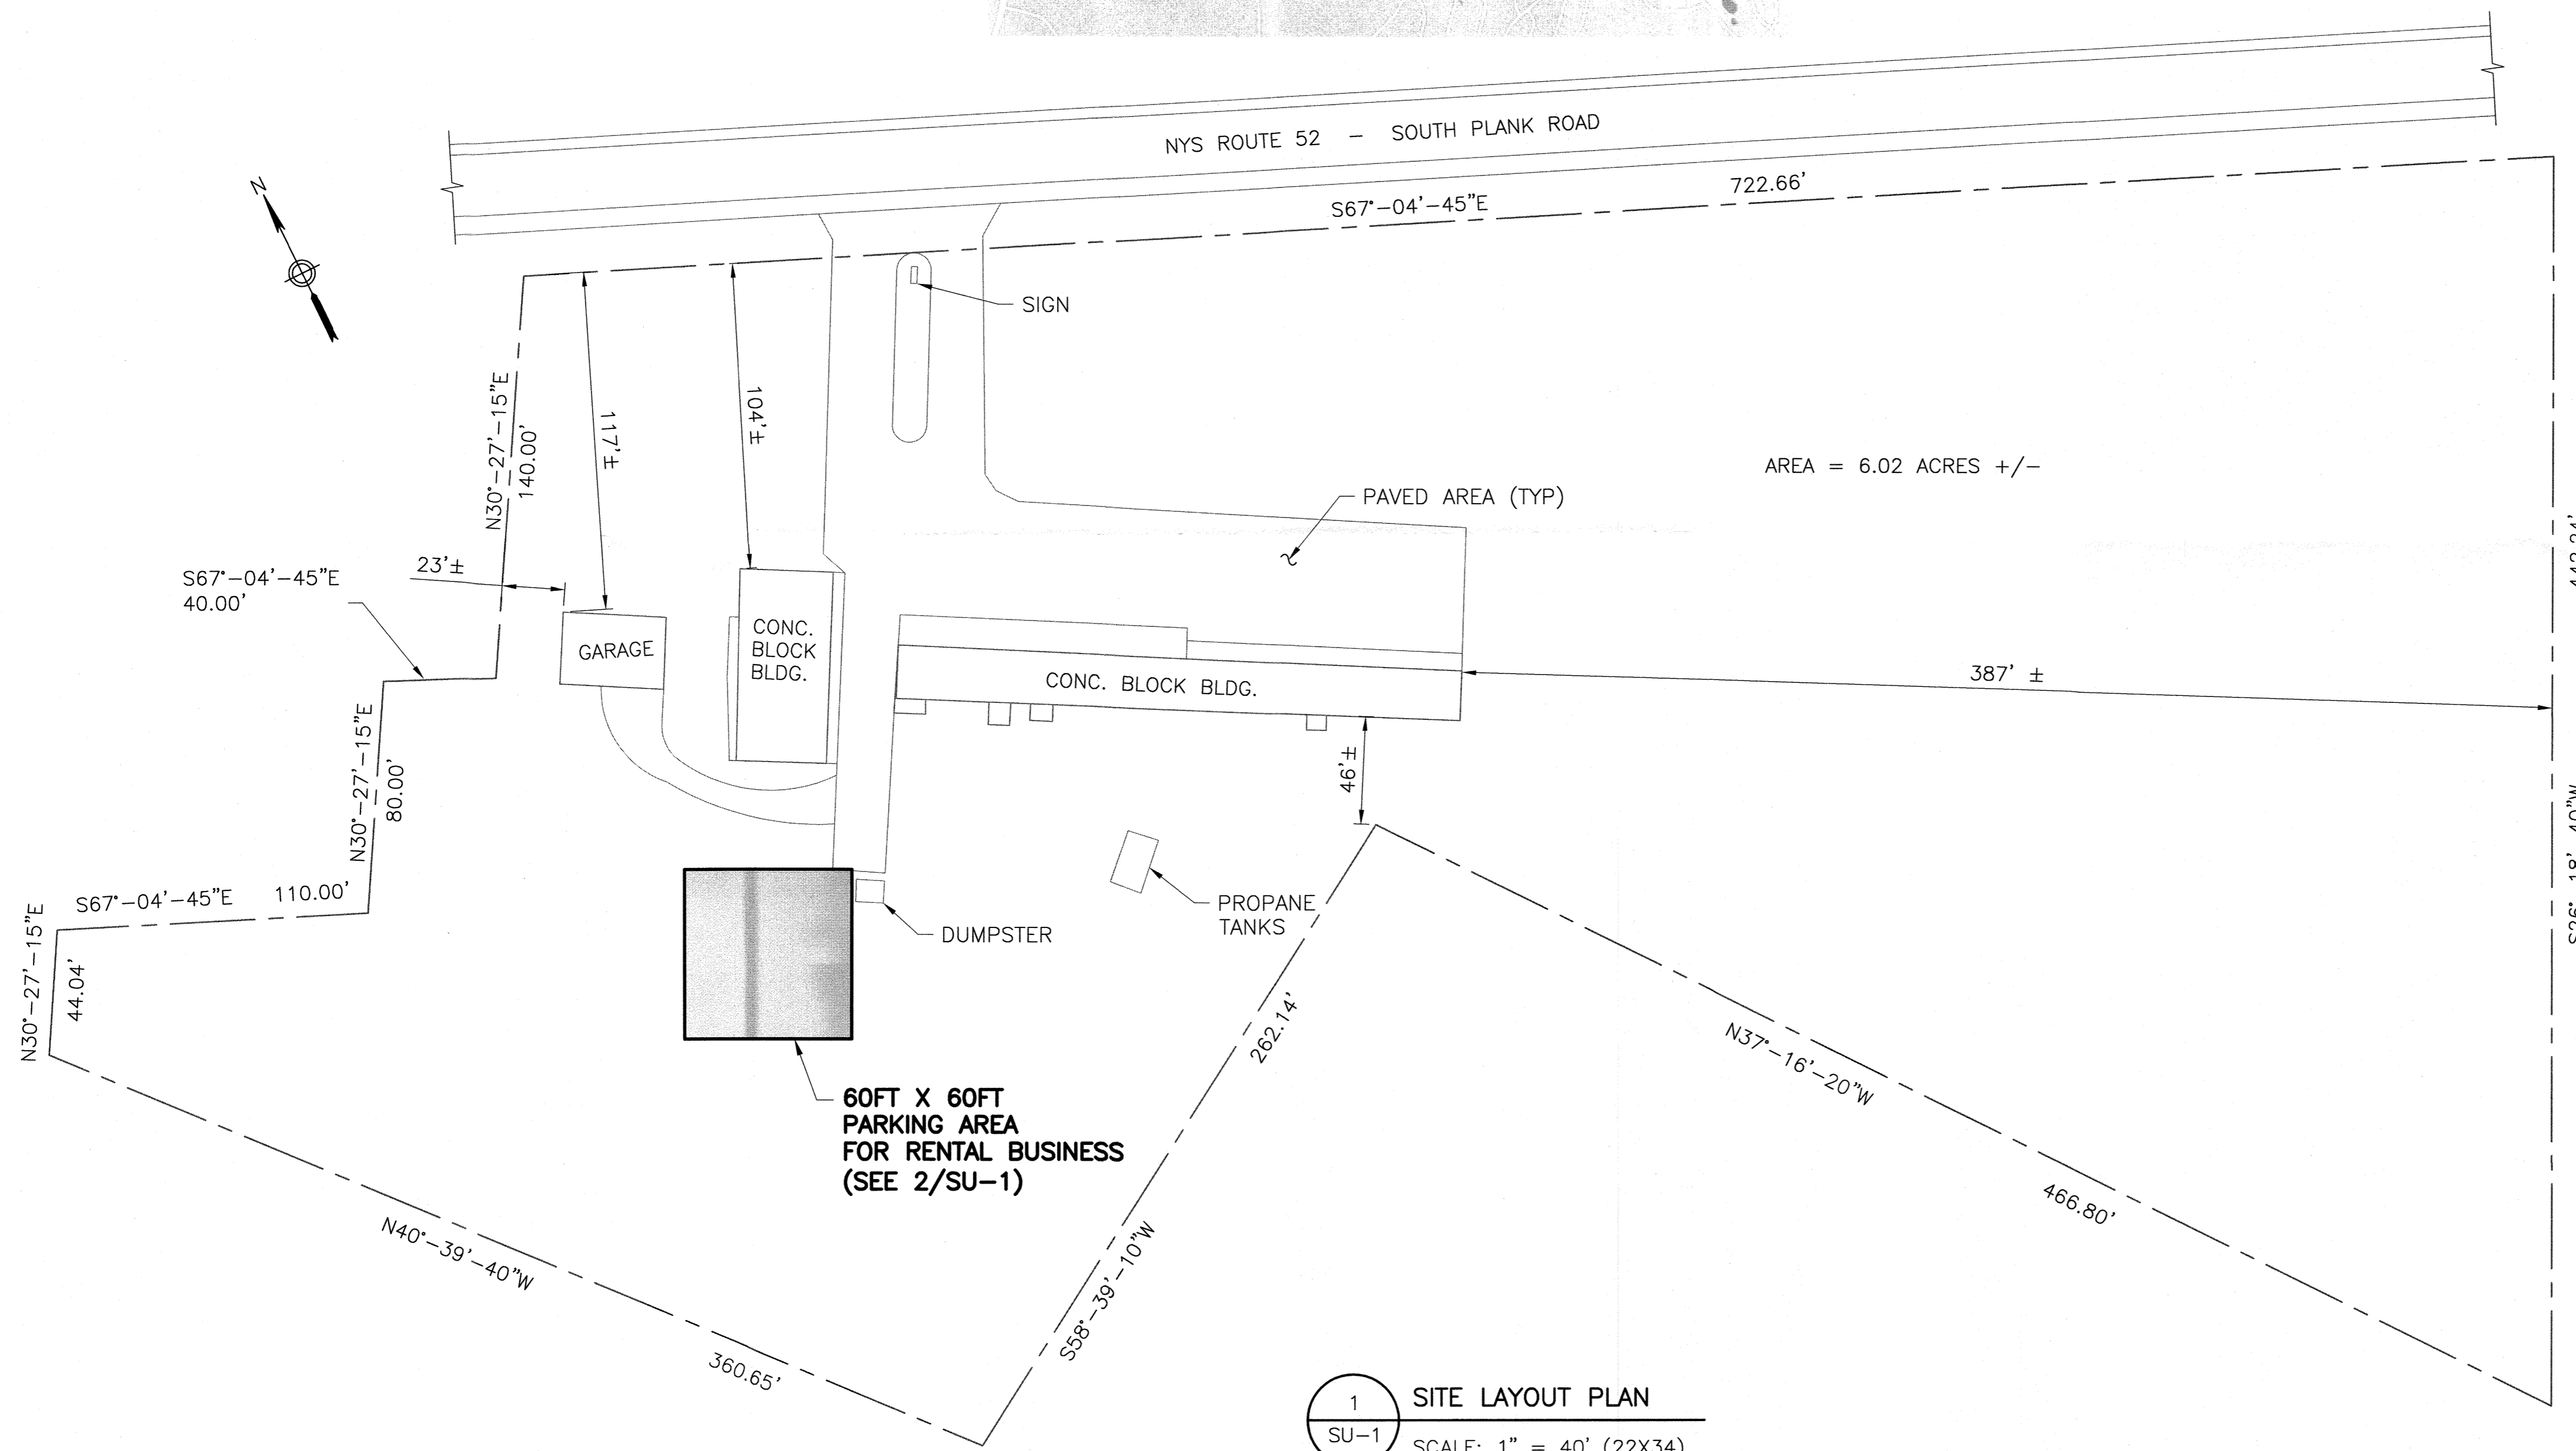 NYS ROUTE 52 – SOUTH PLANK ROAD
722.66'
S67°-04'-45"E
N
SIGN
N30°-27'-15"E
140.00'
117'±
104'±
AREA = 6.02 ACRES +/-
PAVED AREA (TYP)
23'±
S67°-04'-45"E
40.00'
GARAGE
CONC.
BLOCK
BLDG.
CONC. BLOCK BLDG.
387' ±
46'±
N30°-27'-15"E
80.00'
S67°-04'-45"E 110.00'
N30°-27'-15"E
44.04'
PROPANE
TANKS
DUMPSTER
262.14'
S58°-39'-10"W
N37°-16'-20"W
466.80'
60FT X 60FT
PARKING AREA
FOR RENTAL BUSINESS
(SEE 2/SU-1)
N40°-39'-40"W
360.65'
1
SU-1
SITE LAYOUT PLAN
SCALE: 1" = 40' (22X34)